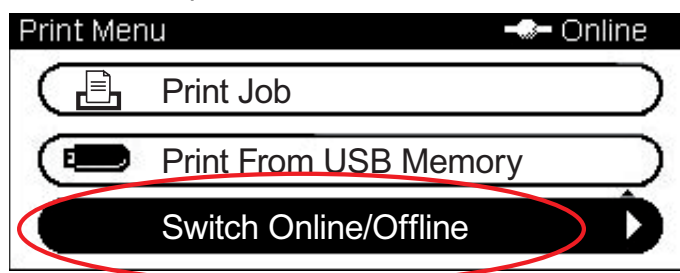 Print Menu Online
Print Job
Print From USB Memory
Switch Online/Offline